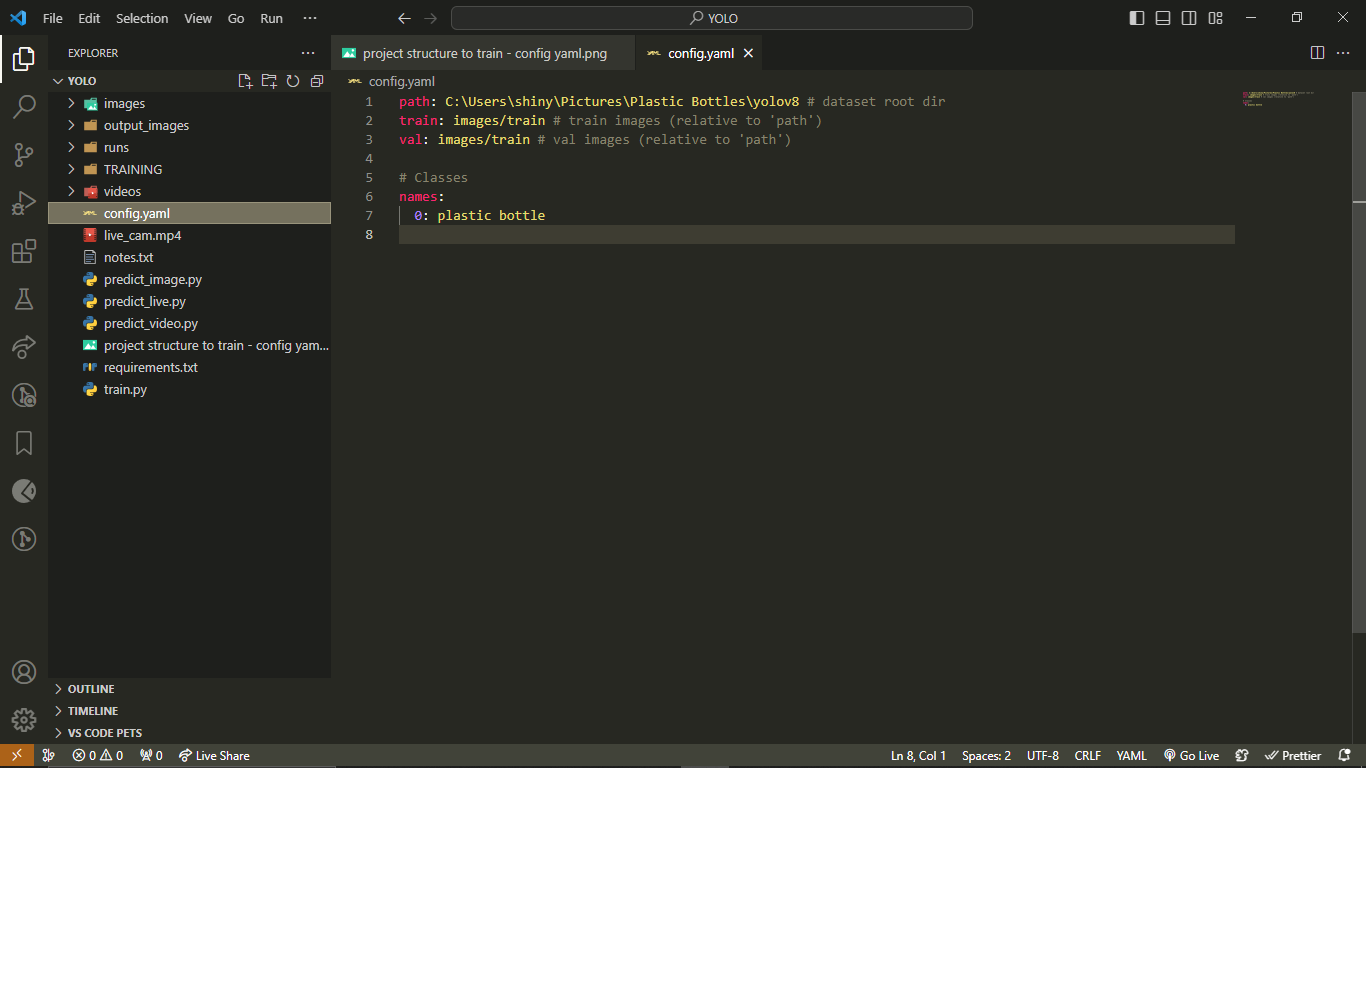 File Edit Selection View Go Run ···
YOLO
EXPLORER
project structure to train - config yaml.png
config.yaml
YOLO
images
output_images
runs
TRAINING
videos
config.yaml
live_cam.mp4
notes.txt
predict_image.py
predict_live.py
predict_video.py
project structure to train - config yam...
requirements.txt
train.py
OUTLINE
TIMELINE
VS CODE PETS
config.yaml
1 path: C:\Users\shiny\Pictures\Plastic Bottles\yolov8 # dataset root dir
2 train: images/train # train images (relative to 'path')
3 val: images/train # val images (relative to 'path')
4
5 # Classes
6 names:
7 0: plastic bottle
8
0 0 0 Live Share Ln 8, Col 1 Spaces: 2 UTF-8 CRLF YAML Go Live Prettier